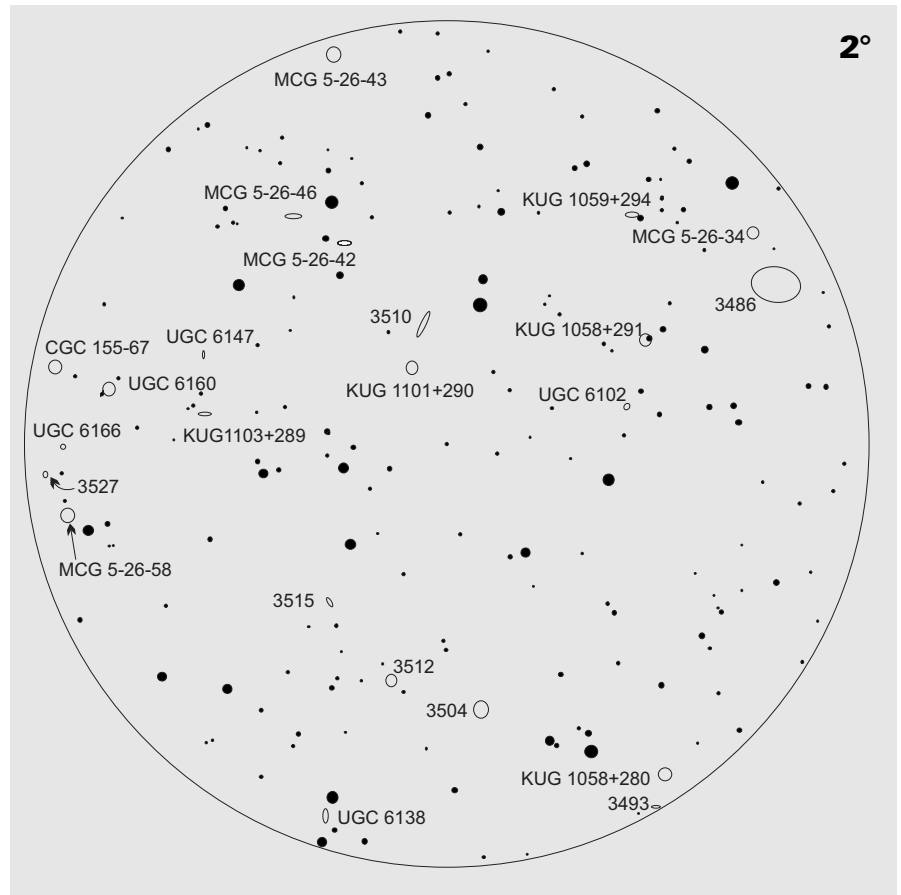 2°
MCG 5-26-43
MCG 5-26-46
KUG 1059+294
MCG 5-26-34
MCG 5-26-42
3486
3510
KUG 1058+291
UGC 6147
CGC 155-67
UGC 6160
KUG 1101+290
UGC 6102
UGC 6166
KUG1103+289
3527
MCG 5-26-58
3515
3512
3504
KUG 1058+280
3493
UGC 6138